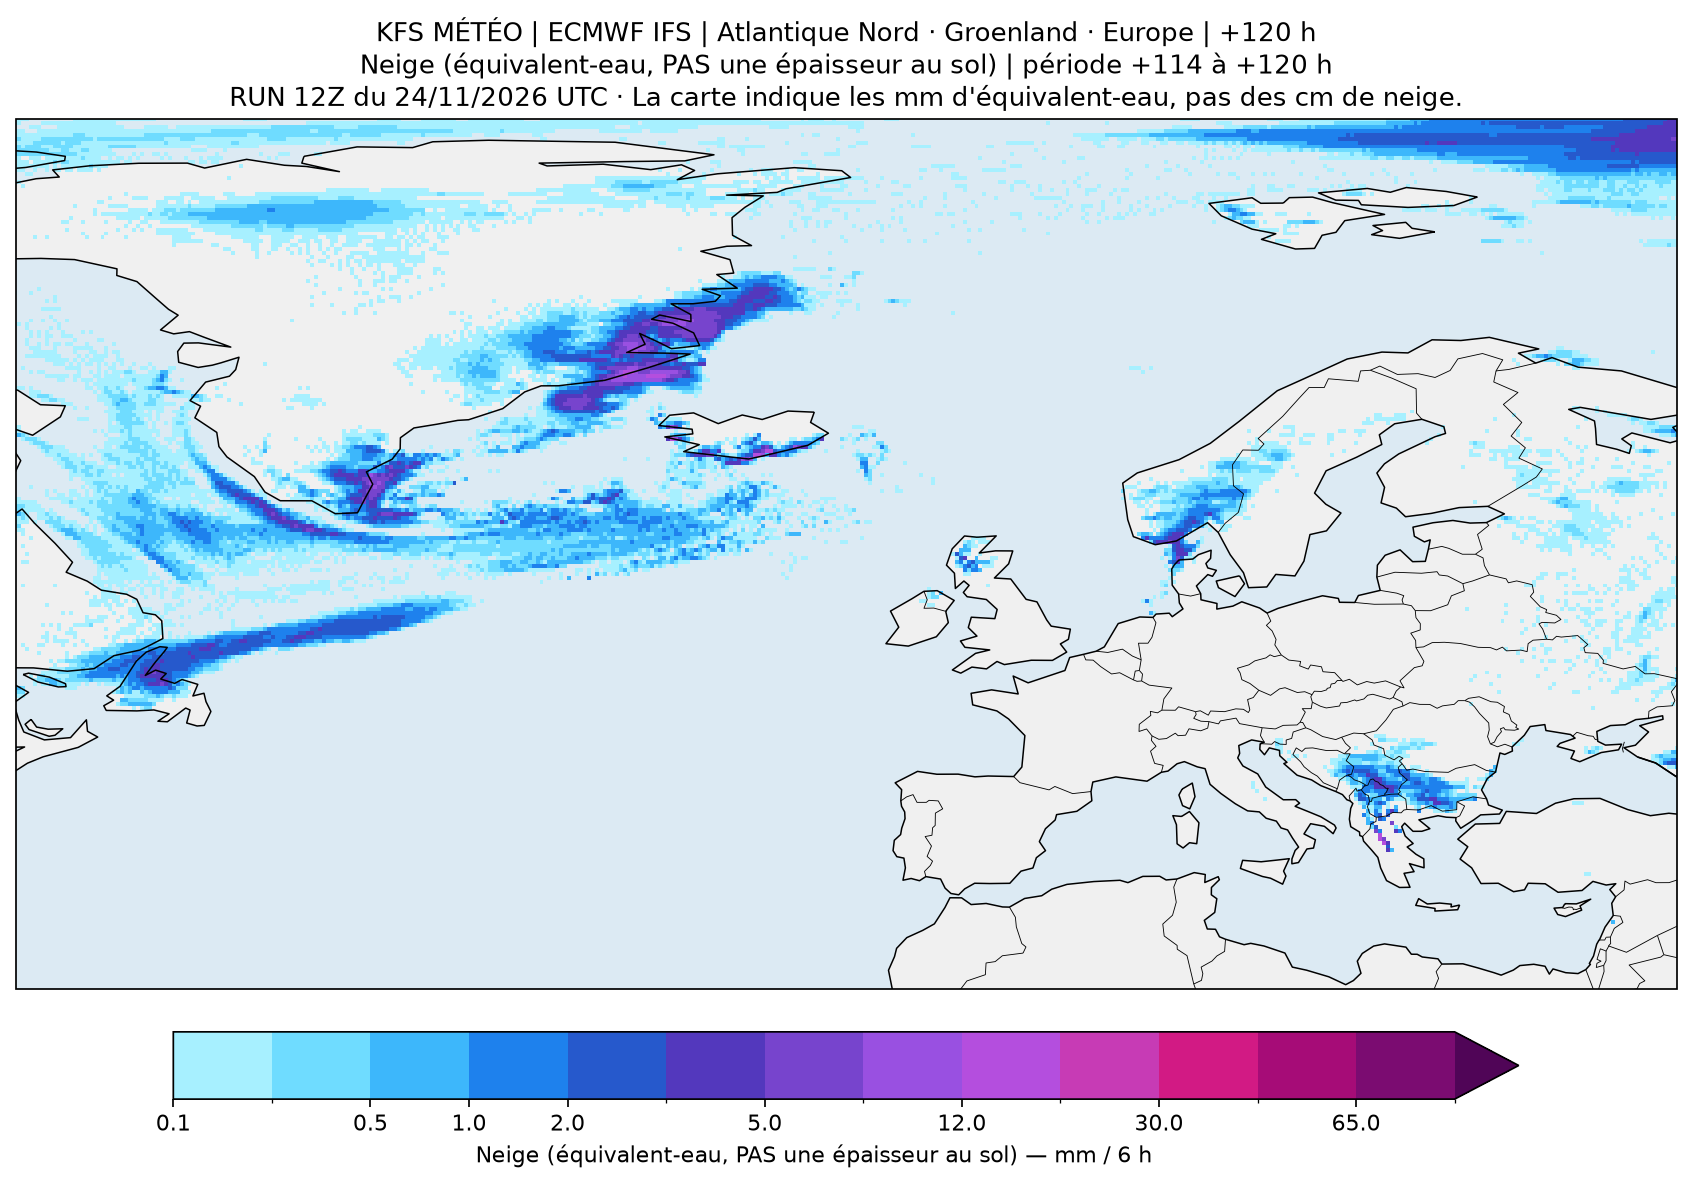 KFS MÉTÉO | ECMWF IFS | Atlantique Nord · Groenland · Europe | +120 h
Neige (équivalent-eau, PAS une épaisseur au sol) | période +114 à +120 h
RUN 12Z du 24/11/2026 UTC · La carte indique les mm d'équivalent-eau, pas des cm de neige.
0.1 0.5 1.0 2.0 5.0 12.0 30.0 65.0
Neige (équivalent-eau, PAS une épaisseur au sol) — mm / 6 h